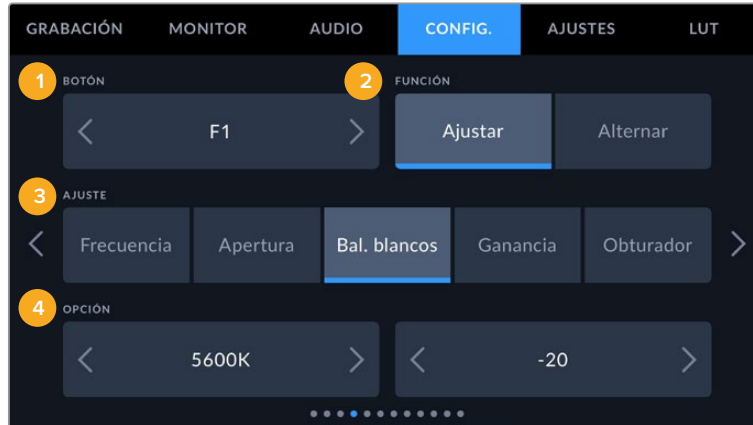 GRABACIÓN MONITOR AUDIO CONFIG. AJUSTES LUT
1 BOTÓN 2 FUNCIÓN
F1 Ajustar Alternar
3 AJUSTE
Frecuencia Apertura Bal. blancos Ganancia Obturador
4 OPCIÓN
5600K -20